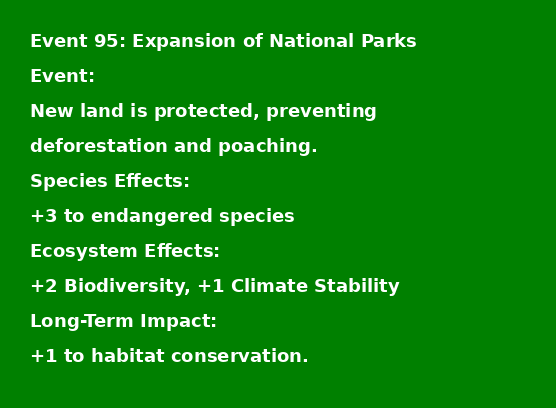 Event 95: Expansion of National Parks
Event:
New land is protected, preventing
deforestation and poaching.
Species Effects:
+3 to endangered species
Ecosystem Effects:
+2 Biodiversity, +1 Climate Stability
Long-Term Impact:
+1 to habitat conservation.